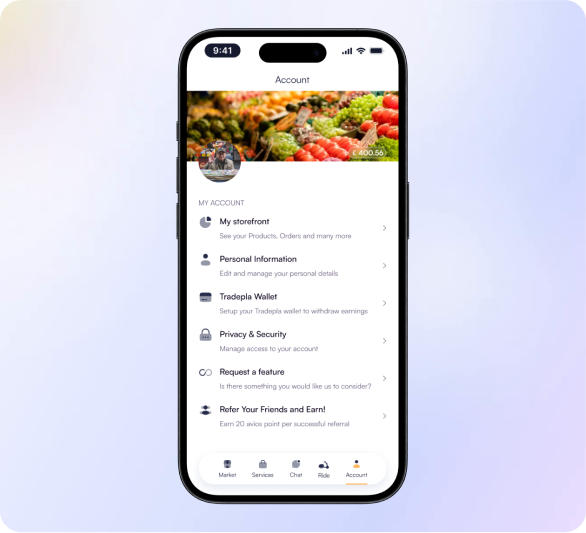 9:41
Account
£ 400.56
MY ACCOUNT
My storefront
See your Products, Orders and many more
Personal Information
Edit and manage your personal details
Tradepla Wallet
Setup your Tradepla wallet to withdraw earnings
Privacy & Security
Manage access to your account
Request a feature
Is there something you would like us to consider?
Refer Your Friends and Earn!
Earn 20 avios point per successful referral
Market Services Chat Ride Account